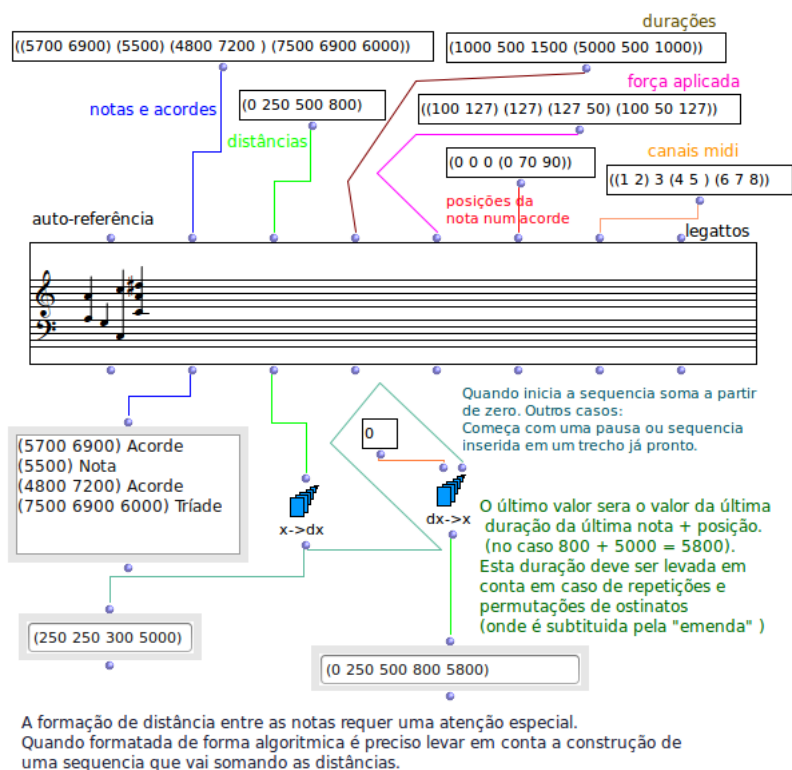 durações
((5700 6900) (5500) (4800 7200 ) (7500 6900 6000))
(1000 500 1500 (5000 500 1000))
força aplicada
notas e acordes
(0 250 500 800)
((100 127) (127) (127 50) (100 50 127))
distâncias
canais midi
(0 0 0 (0 70 90))
((1 2) 3 (4 5 ) (6 7 8))
posições da
nota num acorde
auto-referência
legattos
Quando inicia a sequencia soma a partir
de zero. Outros casos:
Começa com uma pausa ou sequencia
inserida em um trecho já pronto.
0
(5700 6900) Acorde
(5500) Nota
(4800 7200) Acorde
(7500 6900 6000) Tríade
x->dx
dx->x
O último valor sera o valor da última
duração da última nota + posição.
(no caso 800 + 5000 = 5800).
Esta duração deve ser levada em
conta em caso de repetições e
permutações de ostinatos
(onde é subtituida pela "emenda" )
(250 250 300 5000)
(0 250 500 800 5800)
A formação de distância entre as notas requer uma atenção especial.
Quando formatada de forma algoritmica é preciso levar em conta a construção de
uma sequencia que vai somando as distâncias.